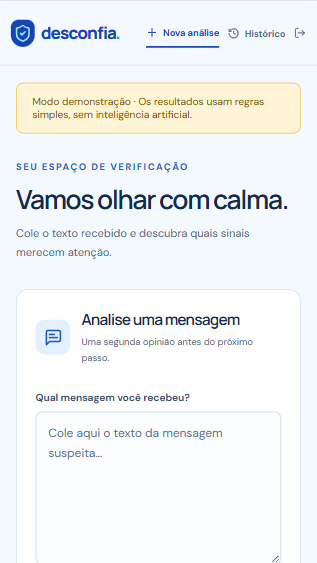 desconfia.
Nova análise
Histórico
Modo demonstração · Os resultados usam regras
simples, sem inteligência artificial.
SEU ESPAÇO DE VERIFICAÇÃO
Vamos olhar com calma.
Cole o texto recebido e descubra quais sinais
merecem atenção.
Analise uma mensagem
Uma segunda opinião antes do próximo
passo.
Qual mensagem você recebeu?
Cole aqui o texto da mensagem
suspeita...